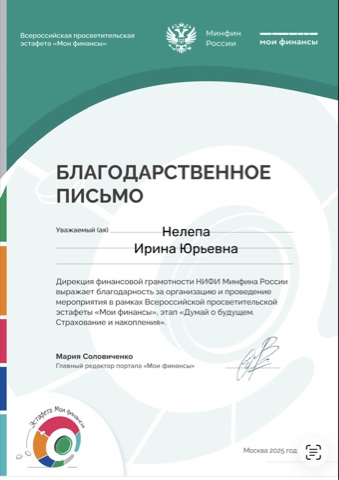 Всероссийская просветительская
эстафета «Мои финансы»
Минфин
России
мои финансы
БЛАГОДАРСТВЕННОЕ
ПИСЬМО
Уважаемый (ая)
Нелепа
Ирина Юрьевна
Дирекция финансовой грамотности НИФИ Минфина России
выражает благодарность за организацию и проведение
мероприятия в рамках Всероссийской просветительской
эстафеты «Мои финансы», этап «Думай о будущем.
Страхование и накопления».
Мария Соловиченко
Главный редактор портала «Мои финансы»
Эстафета Мои финансы
Москва 2025 год